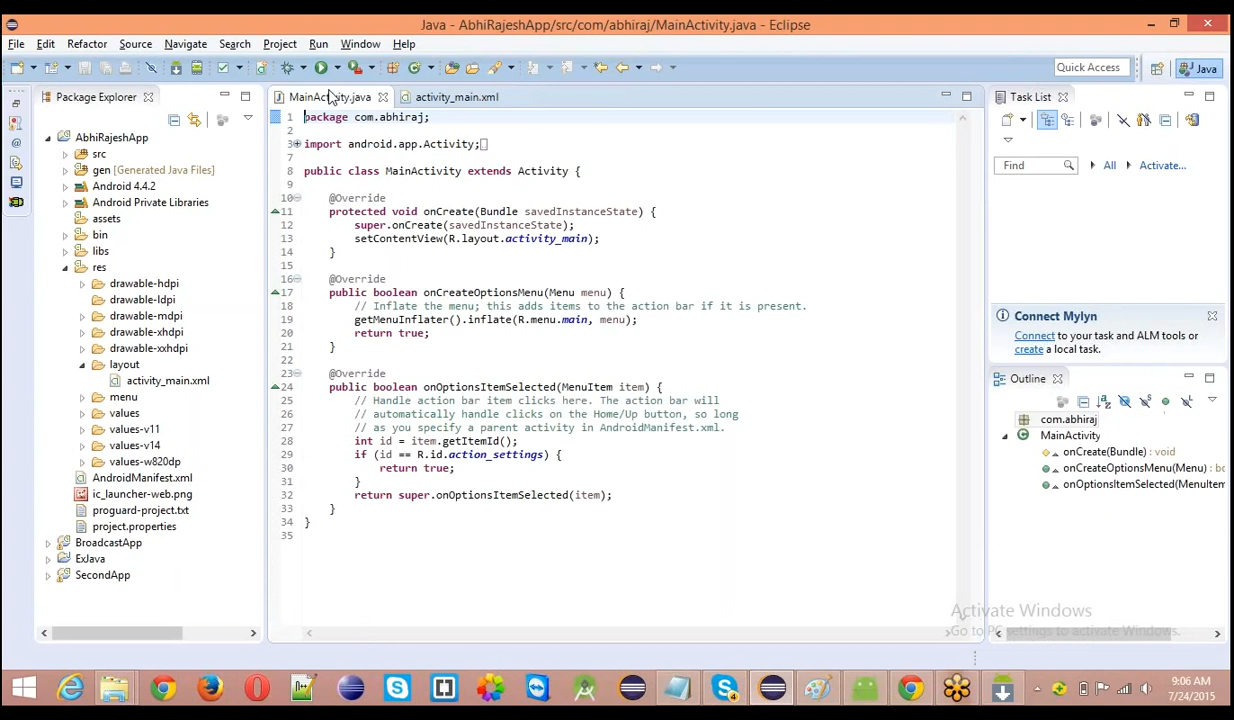 Java - AbhiRajeshApp/src/com/abhiraj/MainActivity.java - Eclipse
File Edit Refactor Source Navigate Search Project Run Window Help
Quick Access
Java
Package Explorer
AbhiRajeshApp
src
gen [Generated Java Files]
Android 4.4.2
Android Private Libraries
assets
bin
libs
res
drawable-hdpi
drawable-ldpi
drawable-mdpi
drawable-xhdpi
drawable-xxhdpi
layout
activity_main.xml
menu
values
values-v11
values-v14
values-w820dp
AndroidManifest.xml
ic_launcher-web.png
proguard-project.txt
project.properties
BroadcastApp
ExJava
SecondApp
MainActivity.java
activity_main.xml
1 package com.abhiraj;
2
3 import android.app.Activity;
7
8 public class MainActivity extends Activity {
9
10 @Override
11 protected void onCreate(Bundle savedInstanceState) {
12 super.onCreate(savedInstanceState);
13 setContentView(R.layout.activity_main);
14 }
15
16 @Override
17 public boolean onCreateOptionsMenu(Menu menu) {
18 // Inflate the menu; this adds items to the action bar if it is present.
19 getMenuInflater().inflate(R.menu.main, menu);
20 return true;
21 }
22
23 @Override
24 public boolean onOptionsItemSelected(MenuItem item) {
25 // Handle action bar item clicks here. The action bar will
26 // automatically handle clicks on the Home/Up button, so long
27 // as you specify a parent activity in AndroidManifest.xml.
28 int id = item.getItemId();
29 if (id == R.id.action_settings) {
30 return true;
31 }
32 return super.onOptionsItemSelected(item);
33 }
34 }
35
Task List
Find All Activate...
Connect Mylyn
Connect to your task and ALM tools or
create a local task.
Outline
com.abhiraj
MainActivity
onCreate(Bundle) : void
onCreateOptionsMenu(Menu) : bo
onOptionsItemSelected(MenuItem
Activate Windows
Go to PC settings to activate Windows.
4
9:06 AM
7/24/2015